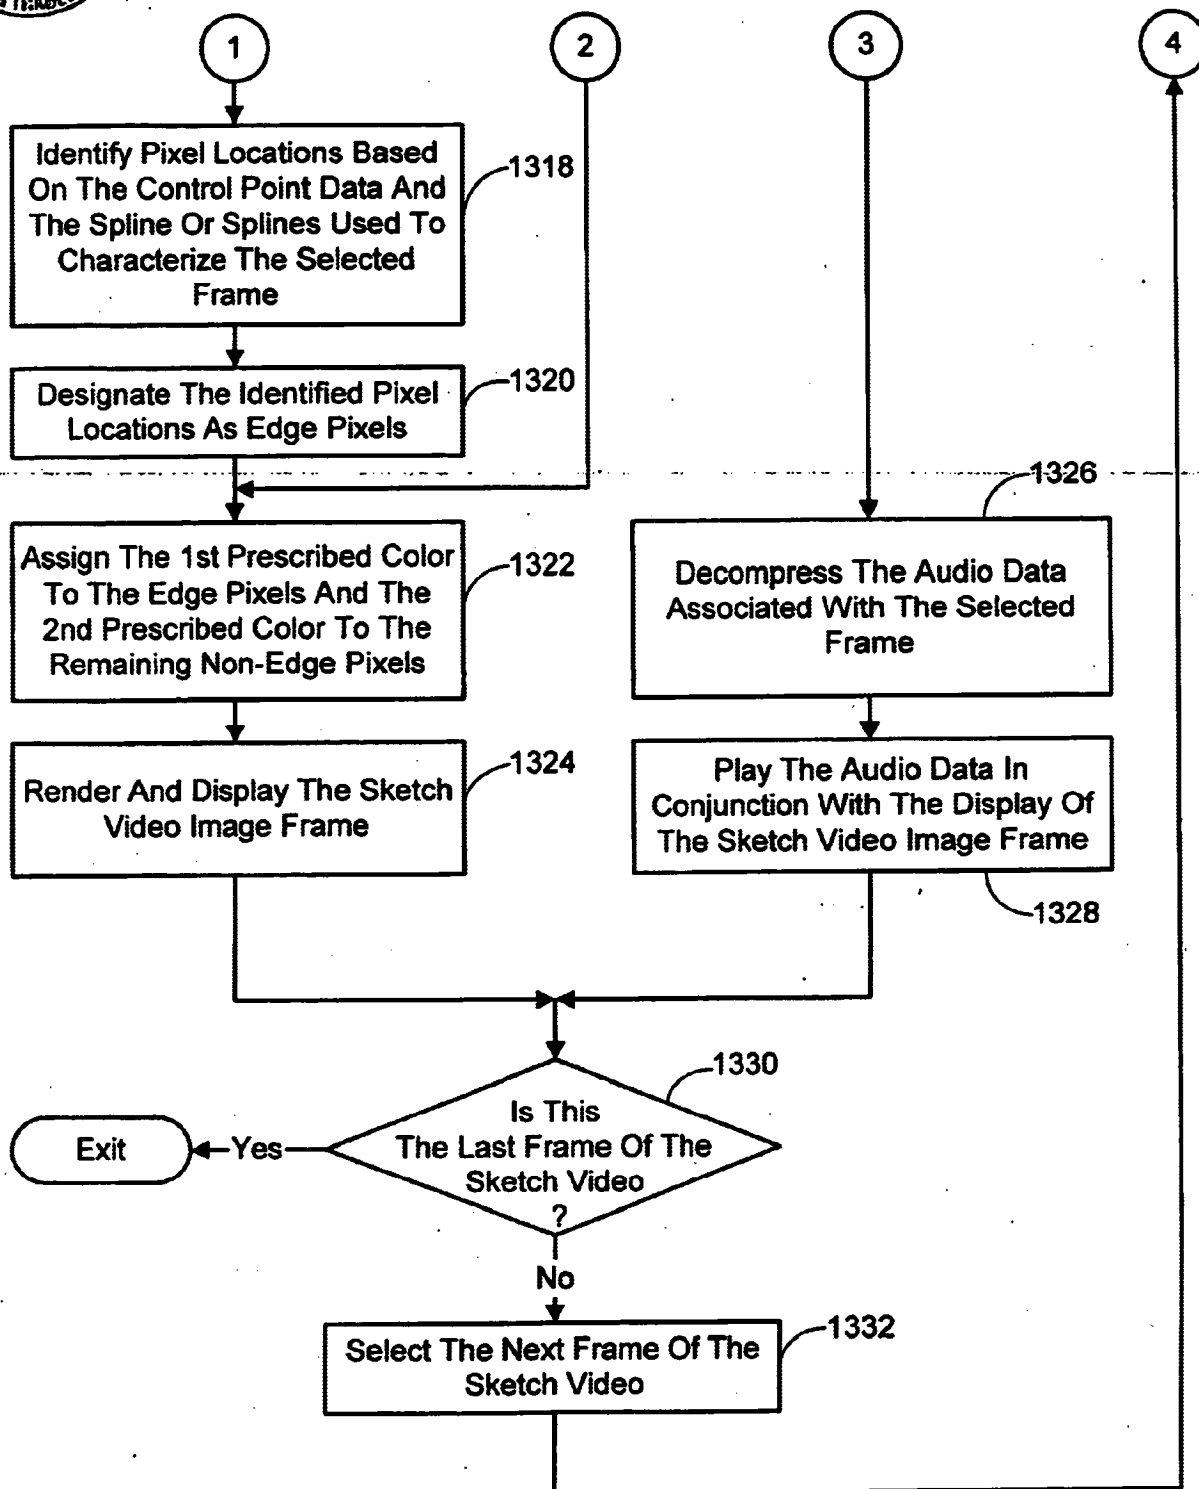 1
2
3
4
Identify Pixel Locations Based
On The Control Point Data And
The Spline Or Splines Used To
Characterize The Selected
Frame
1318
Designate The Identified Pixel
Locations As Edge Pixels
1320
Assign The 1st Prescribed Color
To The Edge Pixels And The
2nd Prescribed Color To The
Remaining Non-Edge Pixels
1322
1326
Decompress The Audio Data
Associated With The Selected
Frame
Render And Display The Sketch
Video Image Frame
1324
Play The Audio Data In
Conjunction With The Display Of
The Sketch Video Image Frame
1328
1330
Is This
The Last Frame Of The
Sketch Video
?
Yes
Exit
No
Select The Next Frame Of The
Sketch Video
1332